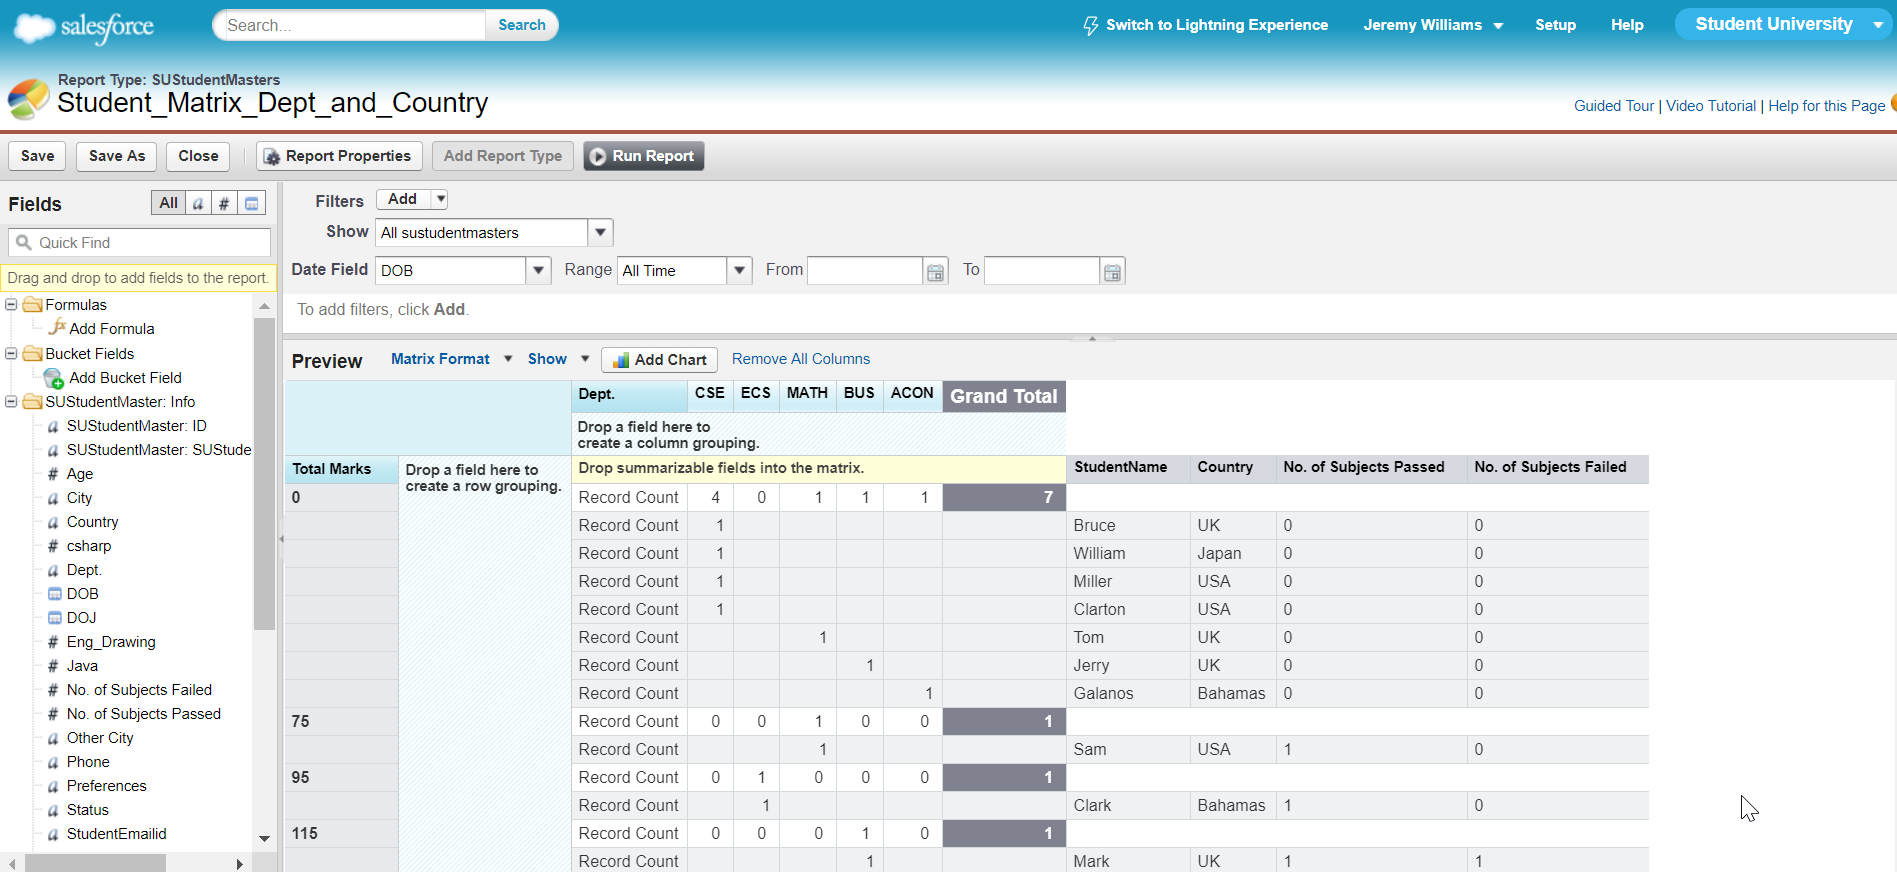 salesforce
Search...
Search
Switch to Lightning Experience
Jeremy Williams
Setup
Help
Student University
Report Type: SUStudentMasters
Student_Matrix_Dept_and_Country
Guided Tour | Video Tutorial | Help for this Page
Save
Save As
Close
Report Properties
Add Report Type
Run Report
Fields
All
a
#
Quick Find
Drag and drop to add fields to the report.
Formulas
fx Add Formula
Bucket Fields
Add Bucket Field
SUStudentMaster: Info
a SUStudentMaster: ID
a SUStudentMaster: SUStude
# Age
a City
a Country
# csharp
a Dept.
DOB
DOJ
# Eng_Drawing
# Java
# No. of Subjects Failed
# No. of Subjects Passed
a Other City
a Phone
a Preferences
a Status
a StudentEmailid
Filters Add
Show All sustudentmasters
Date Field DOB Range All Time From To
To add filters, click Add.
Preview Matrix Format Show Add Chart Remove All Columns
Dept. CSE ECS MATH BUS ACON Grand Total
Drop a field here to
create a column grouping.
Total Marks
Drop a field here to
create a row grouping.
Drop summarizable fields into the matrix.
StudentName Country No. of Subjects Passed No. of Subjects Failed
0 Record Count 4 0 1 1 1 7
Record Count 1 Bruce UK 0 0
Record Count 1 William Japan 0 0
Record Count 1 Miller USA 0 0
Record Count 1 Clarton USA 0 0
Record Count 1 Tom UK 0 0
Record Count 1 Jerry UK 0 0
Record Count 1 Galanos Bahamas 0 0
75 Record Count 0 0 1 0 0 1
Record Count 1 Sam USA 1 0
95 Record Count 0 1 0 0 0 1
Record Count 1 Clark Bahamas 1 0
115 Record Count 0 0 0 1 0 1
Record Count 1 Mark UK 1 1